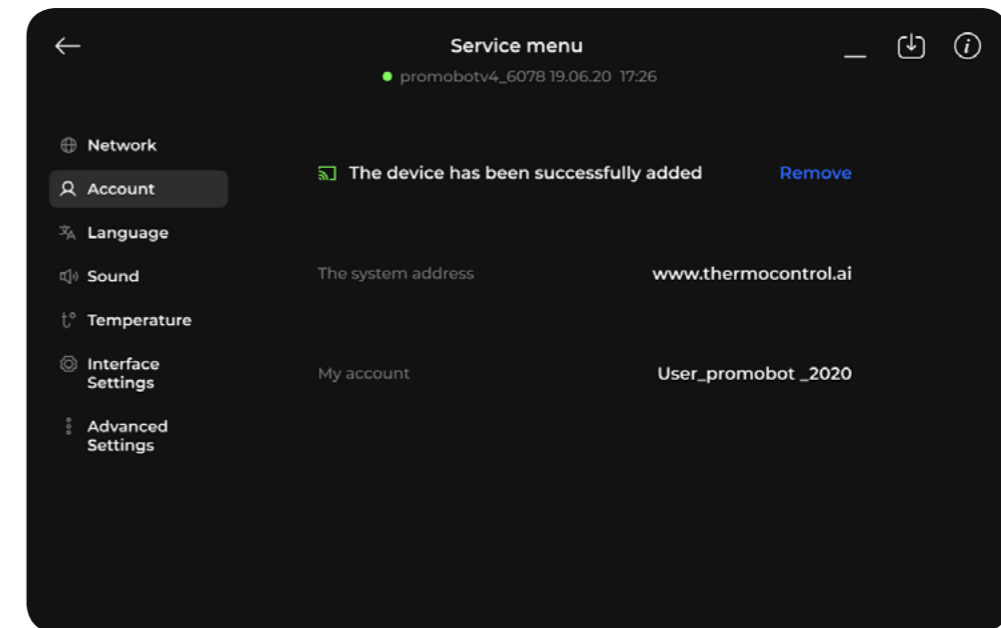 Service menu
promobotv4_6078 19.06.20 17:26
Network
Account
Language
Sound
t° Temperature
Interface
Settings
Advanced
Settings
The device has been successfully added Remove
The system address www.thermocontrol.ai
My account User_promobot _2020